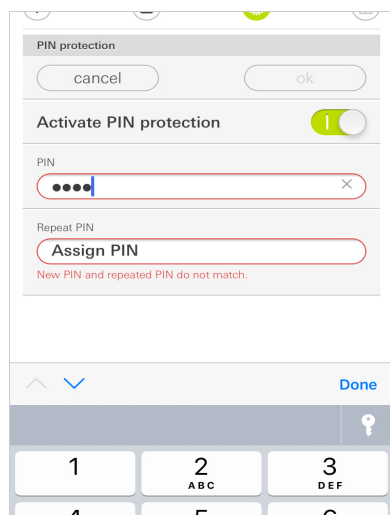 PIN protection
cancel ok
Activate PIN protection
PIN
Repeat PIN
Assign PIN
New PIN and repeated PIN do not match.
Done
1 2 3
ABC DEF